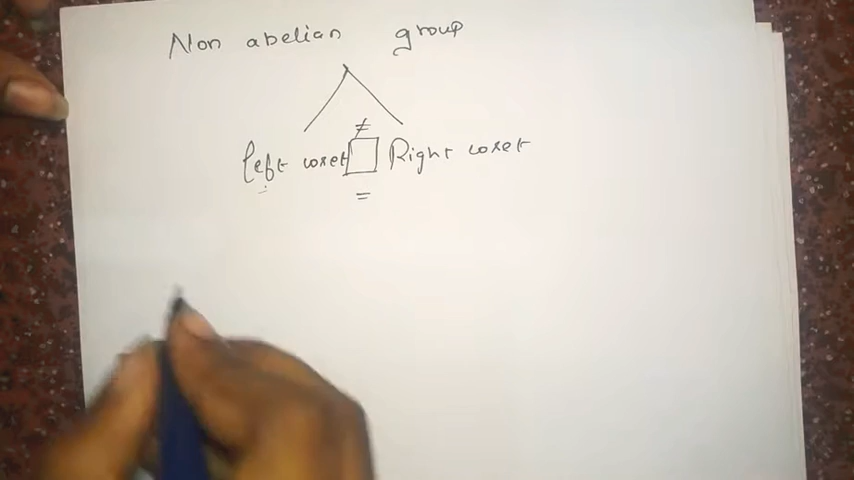 Non abelian group
≠
left coset Right coset
=